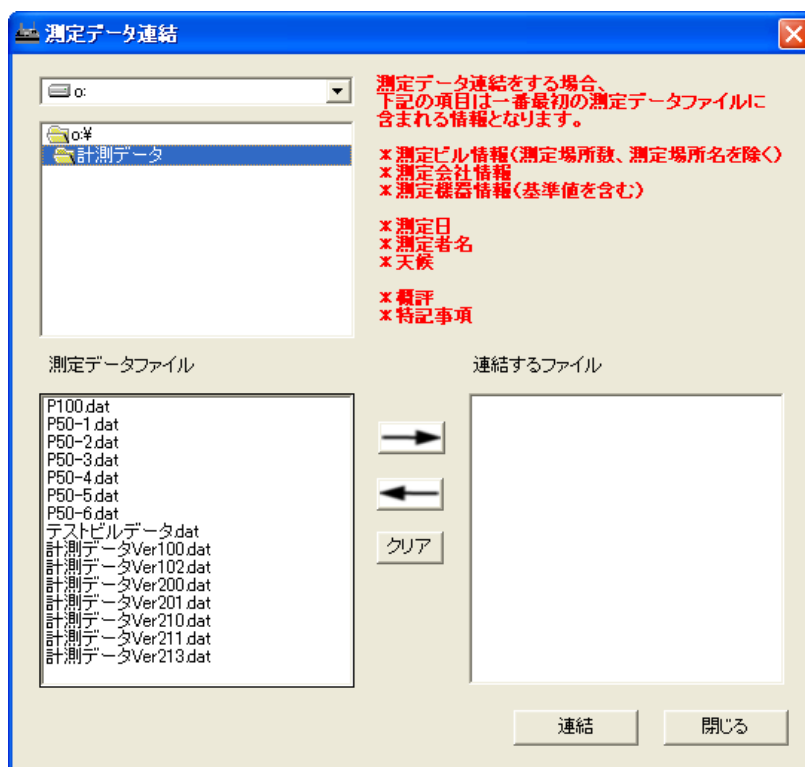 測定データ連結
o:
測定データ連結をする場合、
下記の項目は一番最初の測定データファイルに
含まれる情報となります。
o:¥
計測データ
*測定ビル情報(測定場所数、測定場所名を除く)
*測定会社情報
*測定機器情報(基準値を含む)
*測定日
*測定者名
*天候
*概評
*特記事項
測定データファイル
P100.dat
P50-1.dat
P50-2.dat
P50-3.dat
P50-4.dat
P50-5.dat
P50-6.dat
テストビルデータ.dat
計測データVer100.dat
計測データVer102.dat
計測データVer200.dat
計測データVer201.dat
計測データVer210.dat
計測データVer211.dat
計測データVer213.dat
クリア
連結するファイル
連結
閉じる